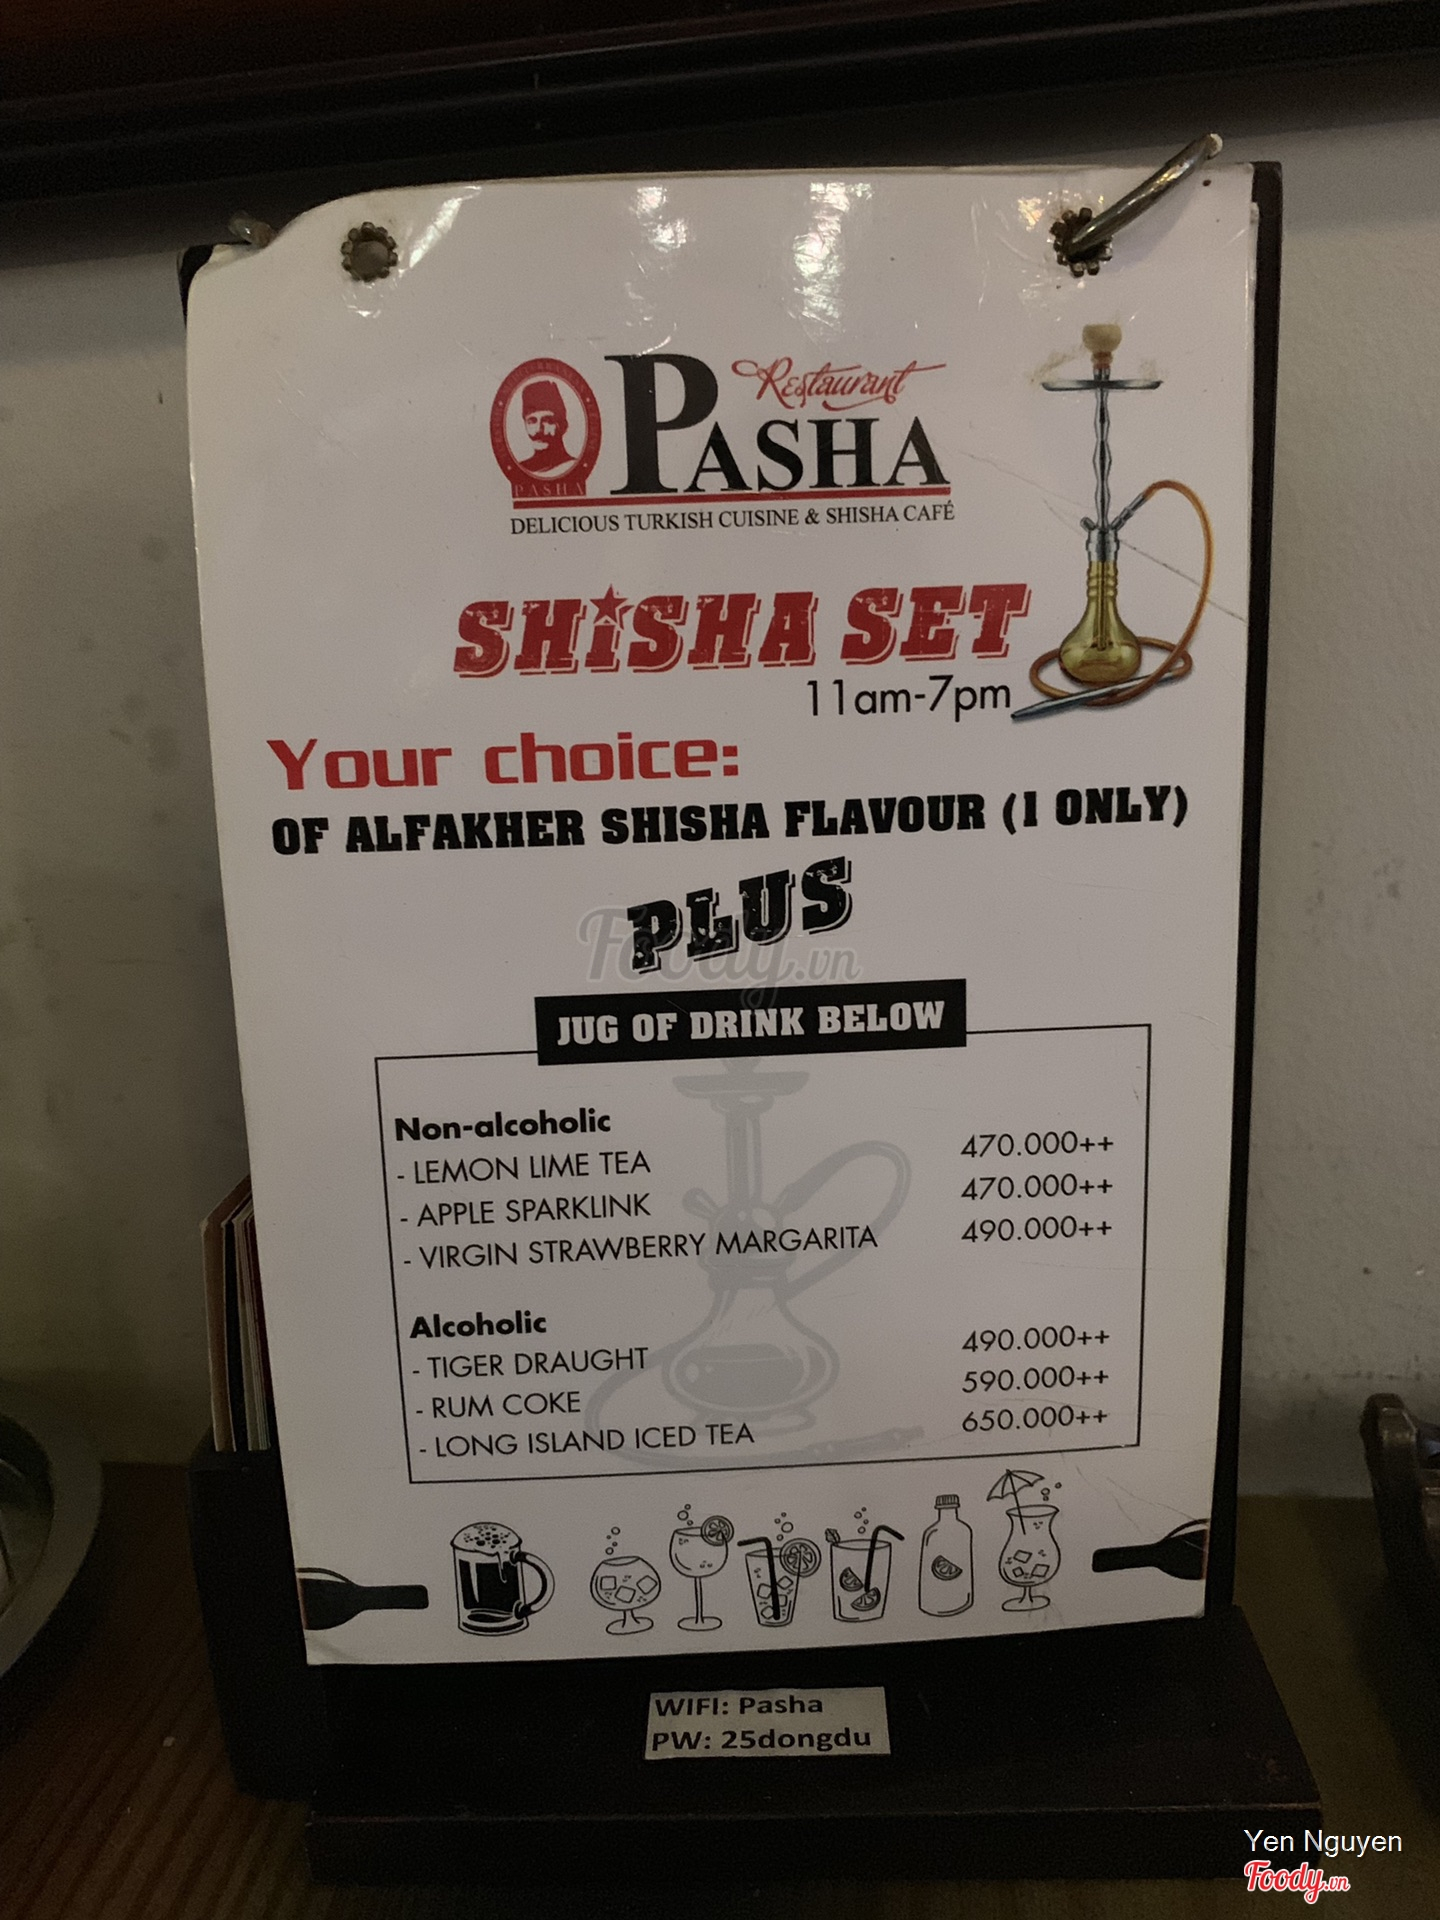 Restaurant
PASHA
PASHA
DELICIOUS TURKISH CUISINE & SHISHA CAFÉ
SHiSHA SET
11am-7pm
Your choice:
OF ALFAKHER SHISHA FLAVOUR (1 ONLY)
PLUS
Foody.vn
JUG OF DRINK BELOW
Non-alcoholic
- LEMON LIME TEA 470.000++
- APPLE SPARKLINK 470.000++
- VIRGIN STRAWBERRY MARGARITA 490.000++
Alcoholic
- TIGER DRAUGHT 490.000++
- RUM COKE 590.000++
- LONG ISLAND ICED TEA 650.000++
WIFI: Pasha
PW: 25dongdu
Yen Nguyen
Foody.vn